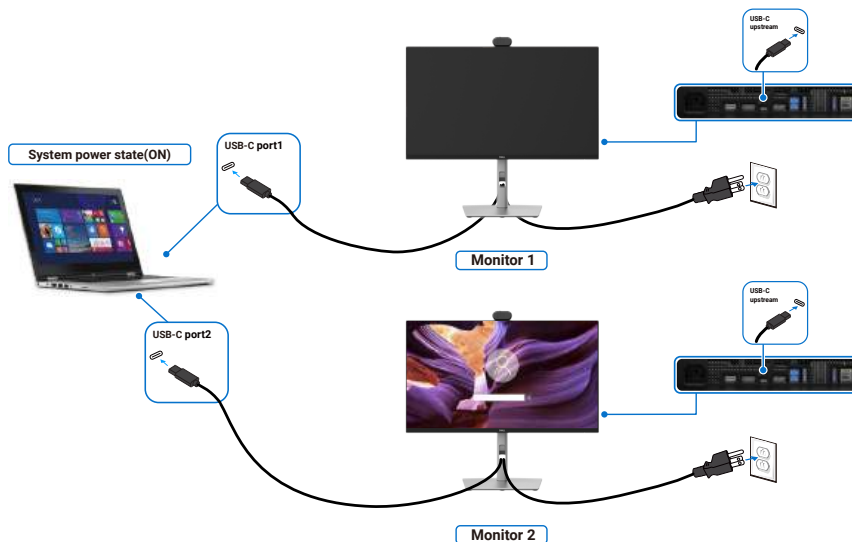 USB-C
upstream
USB-C port1
System power state(ON)
Monitor 1
USB-C
upstream
USB-C port2
Monitor 2